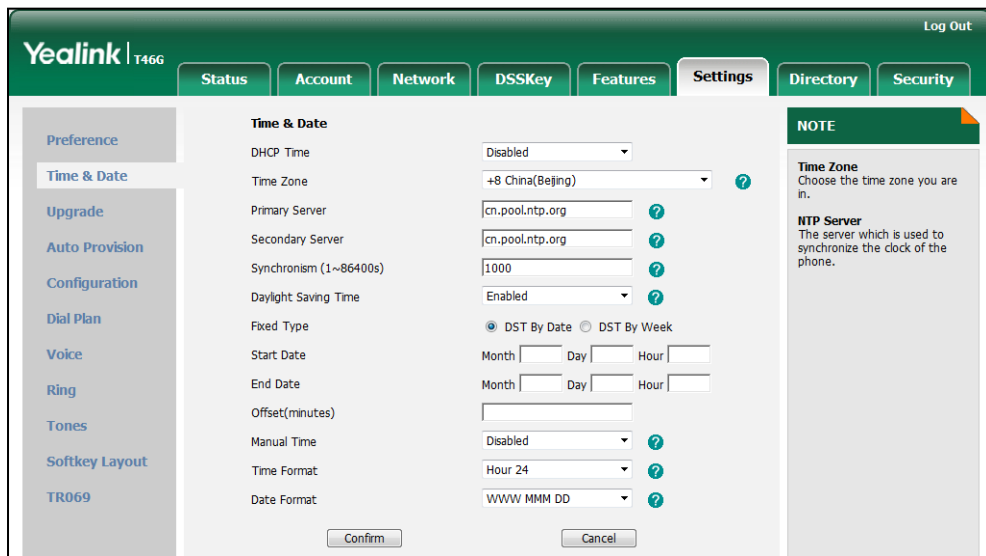 Log Out
Yealink T46G
Status Account Network DSSKey Features Settings Directory Security
Preference
Time & Date
Upgrade
Auto Provision
Configuration
Dial Plan
Voice
Ring
Tones
Softkey Layout
TR069
Time & Date
DHCP Time Disabled
Time Zone +8 China(Beijing) ?
Primary Server cn.pool.ntp.org ?
Secondary Server cn.pool.ntp.org ?
Synchronism (1~86400s) 1000 ?
Daylight Saving Time Enabled ?
Fixed Type DST By Date DST By Week
Start Date Month Day Hour
End Date Month Day Hour
Offset(minutes)
Manual Time Disabled ?
Time Format Hour 24 ?
Date Format WWW MMM DD ?
Confirm Cancel
NOTE
Time Zone
Choose the time zone you are
in.
NTP Server
The server which is used to
synchronize the clock of the
phone.